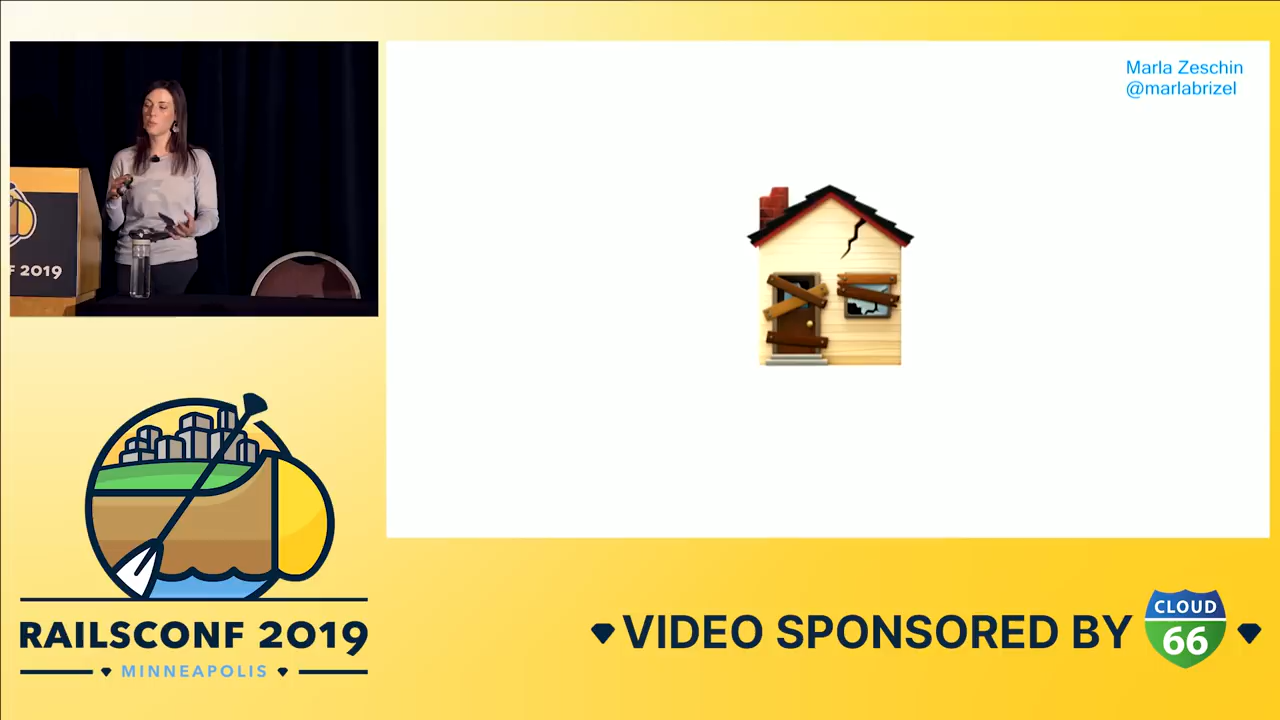 Marla Zeschin
@marlabrizel
F 2019
RAILSCONF 2019
MINNEAPOLIS
VIDEO SPONSORED BY
CLOUD
66